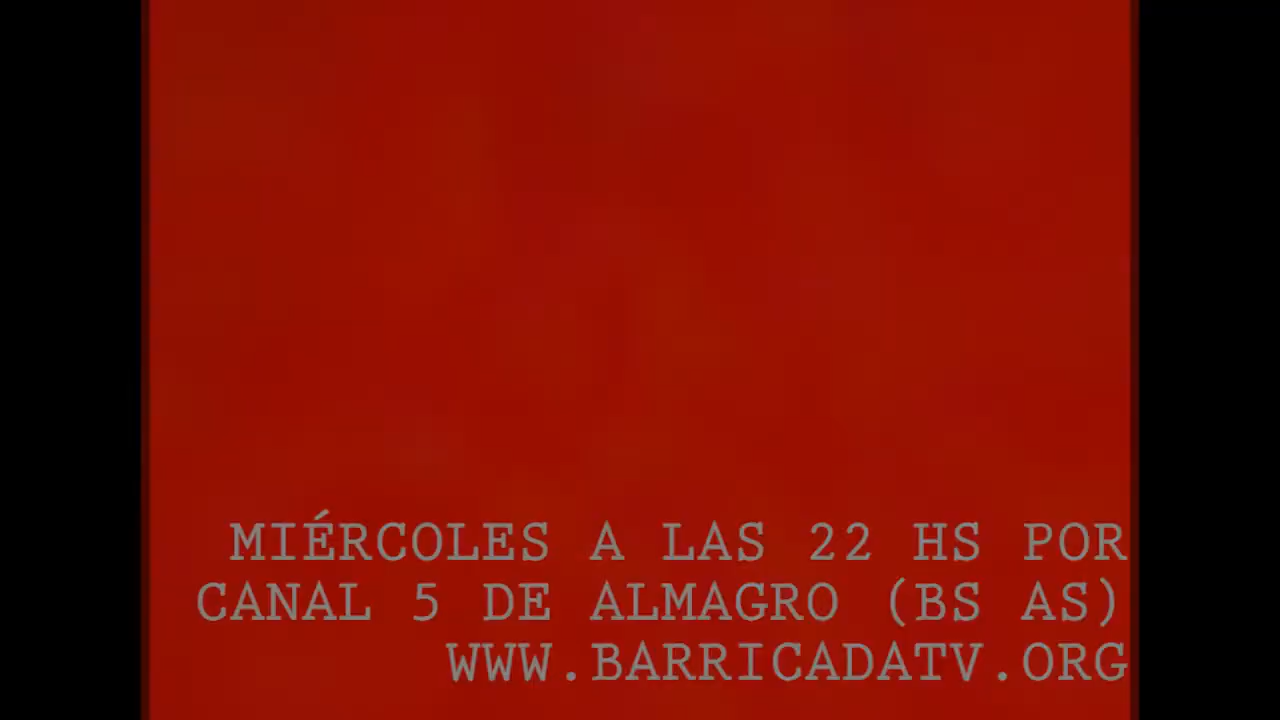 MIÉRCOLES A LAS 22 HS POR
CANAL 5 DE ALMAGRO (BS AS)
WWW.BARRICADATV.ORG